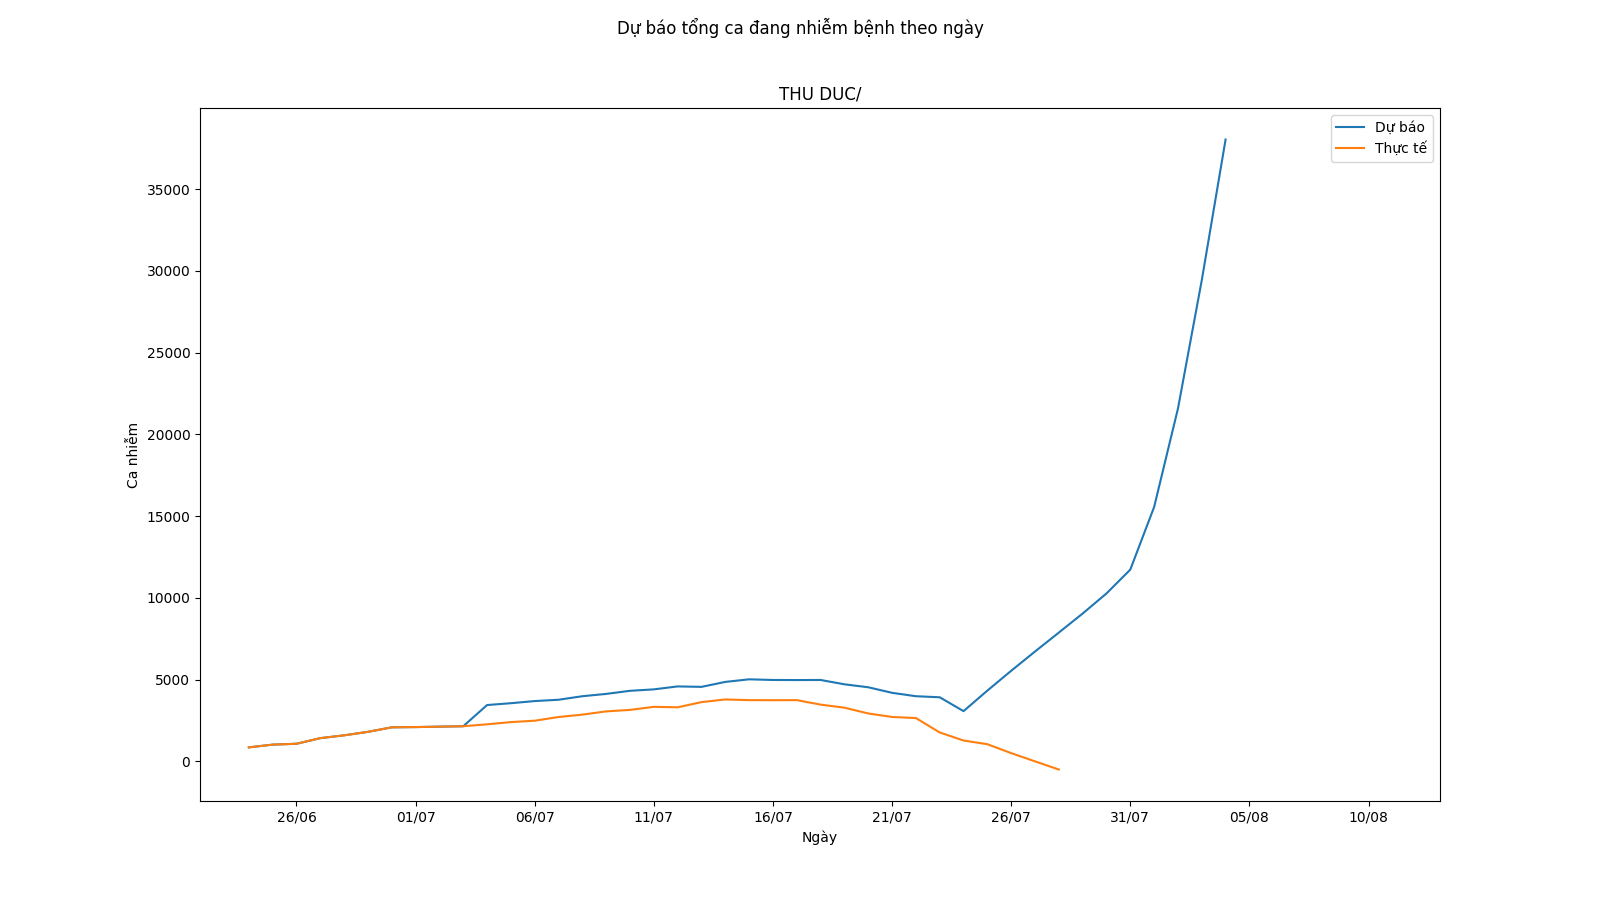 Dự báo tổng ca đang nhiễm bệnh theo ngày
THU DUC/
Dự báo
Thực tế
35000
30000
25000
20000
15000
10000
5000
0
Ca nhiễm
26/06 01/07 06/07 11/07 16/07 21/07 26/07 31/07 05/08 10/08
Ngày